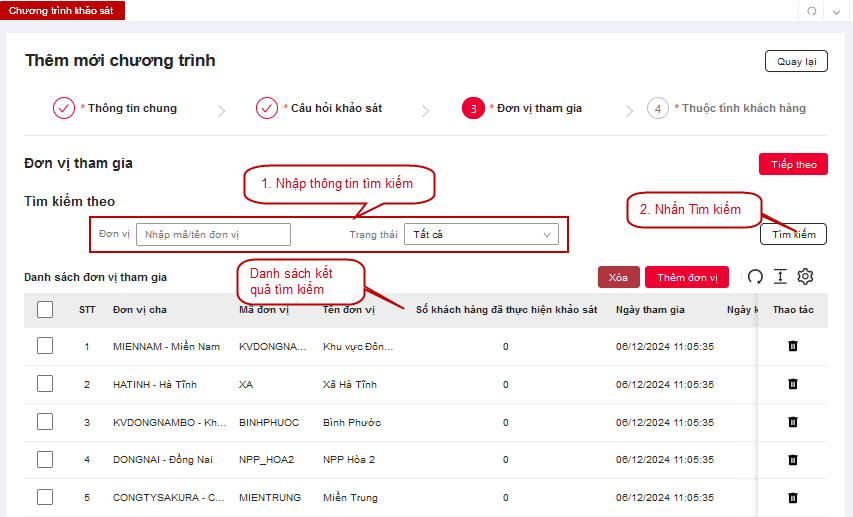 Chương trình khảo sát
Thêm mới chương trình
Quay lại
* Thông tin chung
* Câu hỏi khảo sát
3 * Đơn vị tham gia
4 * Thuộc tính khách hàng
Đơn vị tham gia
Tiếp theo
1. Nhập thông tin tìm kiếm
Tìm kiếm theo
2. Nhấn Tìm kiếm
Đơn vị Nhập mã/tên đơn vị Trạng thái Tất cả
Tìm kiếm
Danh sách kết
quả tìm kiếm
Danh sách đơn vị tham gia
Xóa Thêm đơn vị
STT Đơn vị cha Mã đơn vị Tên đơn vị Số khách hàng đã thực hiện khảo sát Ngày tham gia Ngày k Thao tác
1 MIENNAM - Miền Nam KVDONGNA... Khu vực Đôn... 0 06/12/2024 11:05:35
2 HATINH - Hà Tĩnh XA Xã Hà Tĩnh 0 06/12/2024 11:05:35
3 KVDONGNAMBO - Kh... BINHPHUOC Bình Phước 0 06/12/2024 11:05:35
4 DONGNAI - Đồng Nai NPP_HOA2 NPP Hòa 2 0 06/12/2024 11:05:35
5 CONGTYSAKURA - C... MIENTRUNG Miền Trung 0 06/12/2024 11:05:35